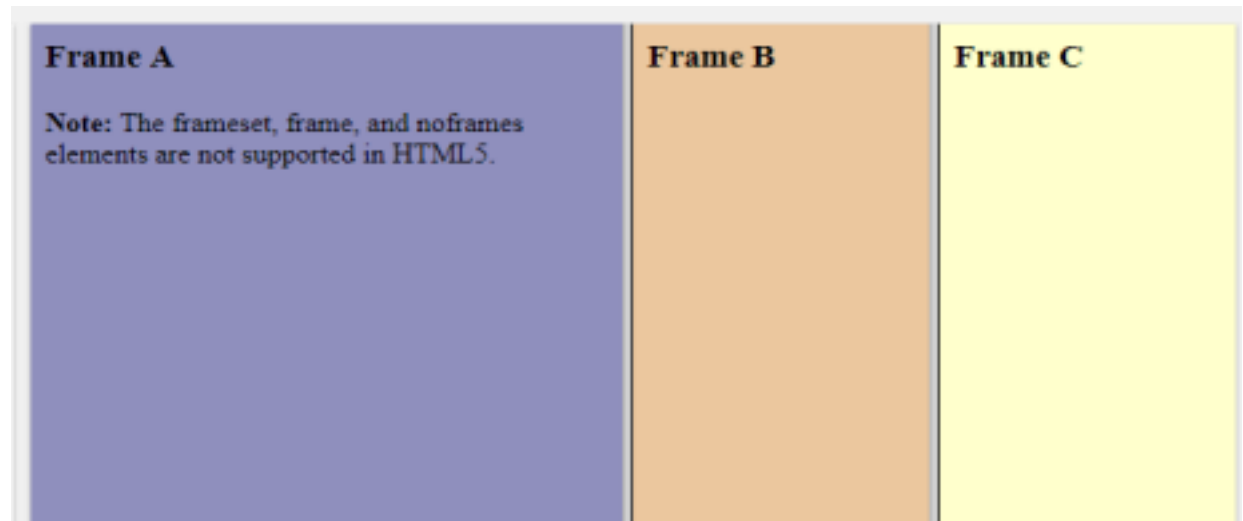 Frame A
Note: The frameset, frame, and noframes
elements are not supported in HTML5.
Frame B
Frame C